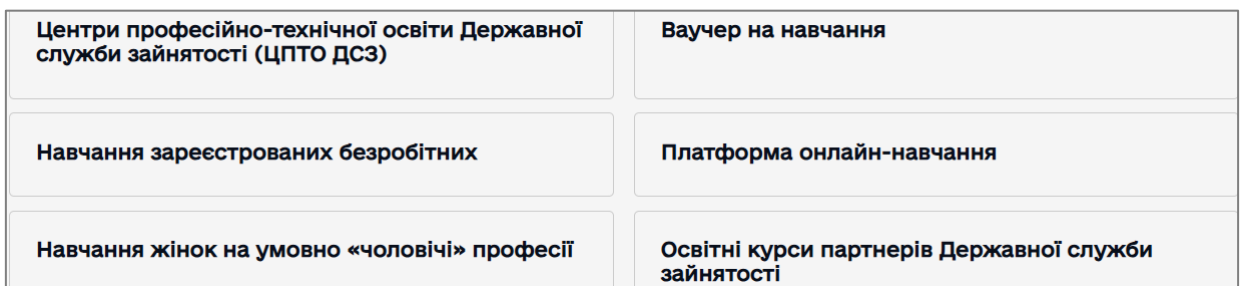 Центри професійно-технічної освіти Державної
служби зайнятості (ЦПТО ДСЗ)
Ваучер на навчання
Навчання зареєстрованих безробітних
Платформа онлайн-навчання
Навчання жінок на умовно «чоловічі» професії
Освітні курси партнерів Державної служби
зайнятості